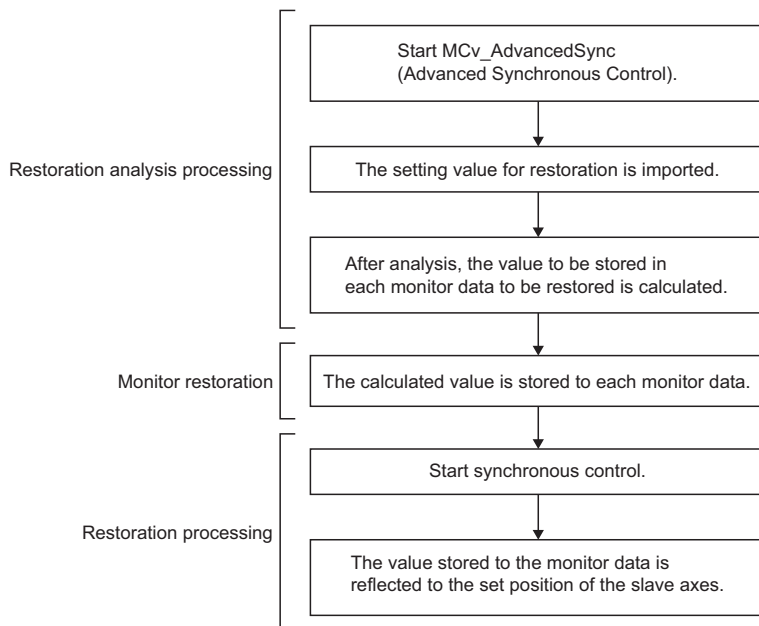 Start MCv_AdvancedSync
(Advanced Synchronous Control).
Restoration analysis processing
The setting value for restoration is imported.
After analysis, the value to be stored in
each monitor data to be restored is calculated.
Monitor restoration
The calculated value is stored to each monitor data.
Start synchronous control.
Restoration processing
The value stored to the monitor data is
reflected to the set position of the slave axes.